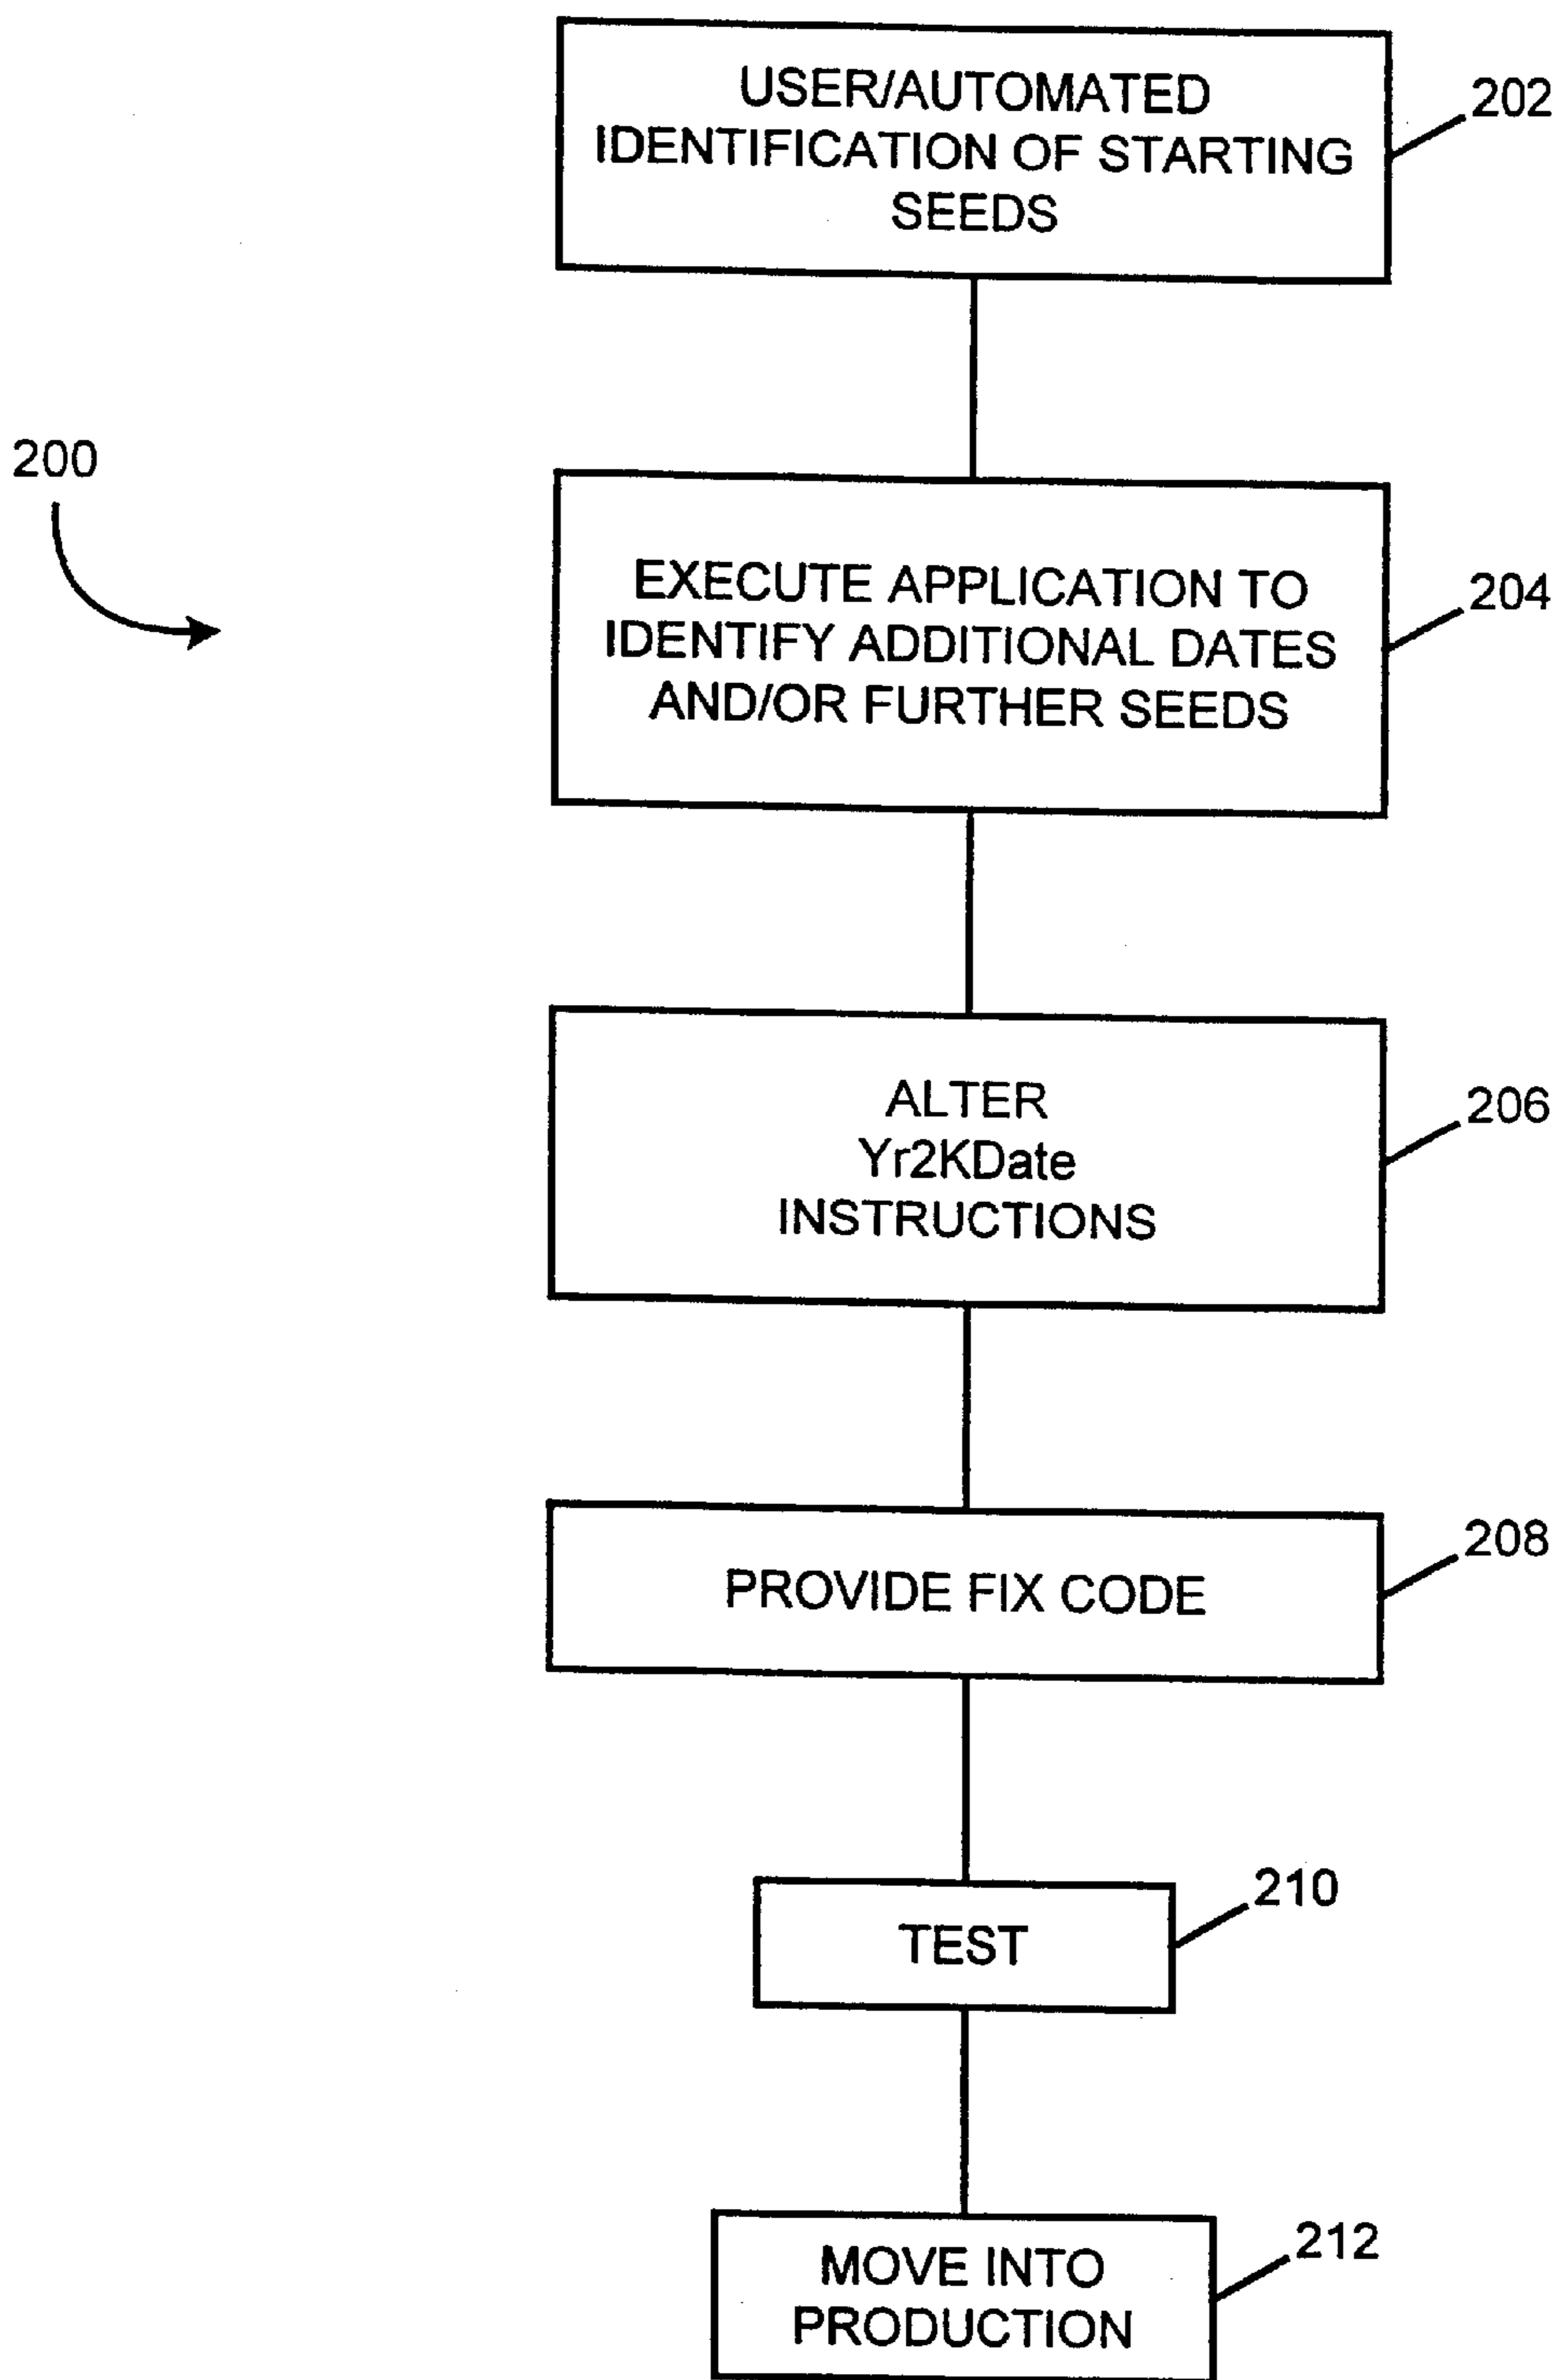 USER/AUTOMATED
IDENTIFICATION OF STARTING
SEEDS
202
200
EXECUTE APPLICATION TO
IDENTIFY ADDITIONAL DATES
AND/OR FURTHER SEEDS
204
ALTER
Yr2KDate
INSTRUCTIONS
206
PROVIDE FIX CODE
208
TEST
210
MOVE INTO
PRODUCTION
212